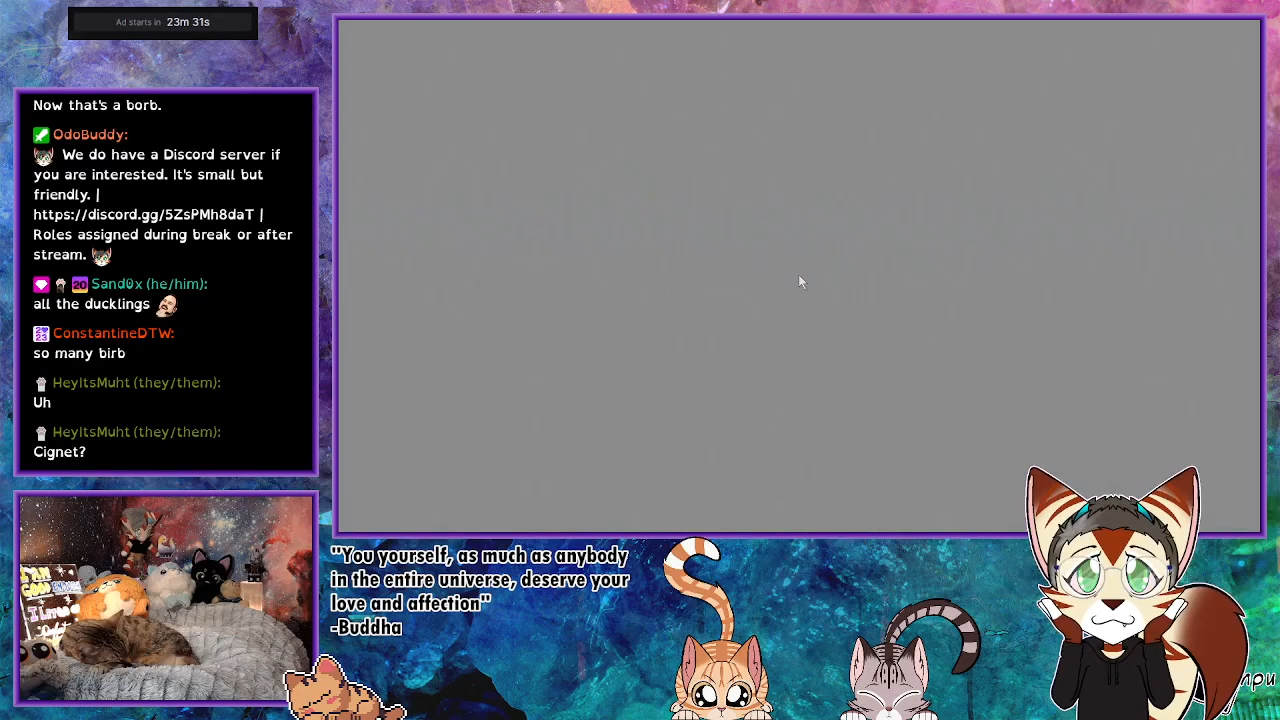 Ad starts in 23m 31s
Now that's a borb.
OdoBuddy:
We do have a Discord server if
you are interested. It's small but
friendly. |
https://discord.gg/5ZsPMh8daT |
Roles assigned during break or after
stream.
20 Sand0x (he/him):
all the ducklings
ConstantineDTW:
so many birb
HeyItsMuht (they/them):
Uh
HeyItsMuht (they/them):
Cignet?
"You yourself, as much as anybody
in the entire universe, deserve your
love and affection"
-Buddha
I AM
GOOD